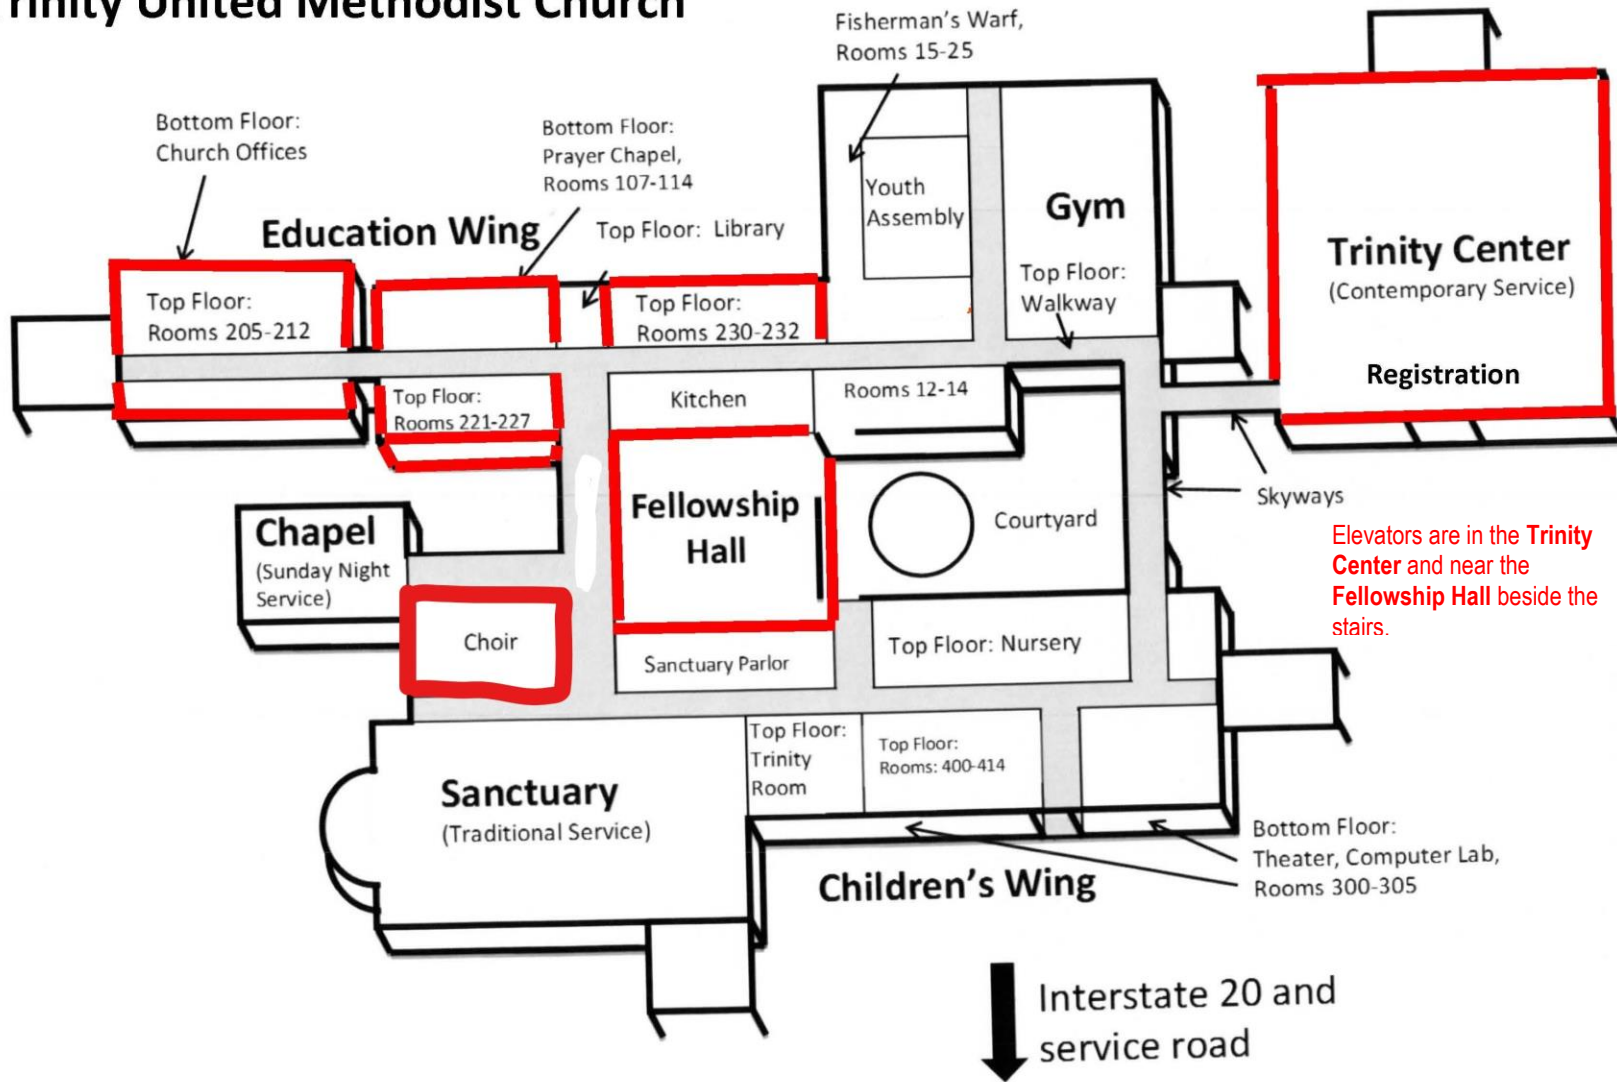 rinity United Methodist Church
Fisherman's Warf,
Rooms 15-25
Bottom Floor:
Church Offices
Bottom Floor:
Prayer Chapel,
Rooms 107-114
Education Wing
Top Floor: Library
Youth
Assembly
Gym
Top Floor:
Walkway
Trinity Center
(Contemporary Service)
Registration
Top Floor:
Rooms 205-212
Top Floor:
Rooms 230-232
Top Floor:
Rooms 221-227
Kitchen
Rooms 12-14
Skyways
Fellowship
Hall
Courtyard
Chapel
(Sunday Night
Service)
Elevators are in the Trinity
Center and near the
Fellowship Hall beside the
stairs.
Choir
Sanctuary Parlor
Top Floor: Nursery
Top Floor:
Trinity
Room
Top Floor:
Rooms: 400-414
Sanctuary
(Traditional Service)
Bottom Floor:
Theater, Computer Lab,
Rooms 300-305
Children's Wing
Interstate 20 and
service road